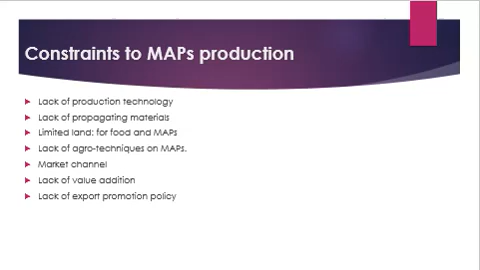 Constraints to MAPs production
Lack of production technology
Lack of propagating materials
Limited land: for food and MAPs
Lack of agro-techniques on MAPs.
Market channel
Lack of value addition
Lack of export promotion policy